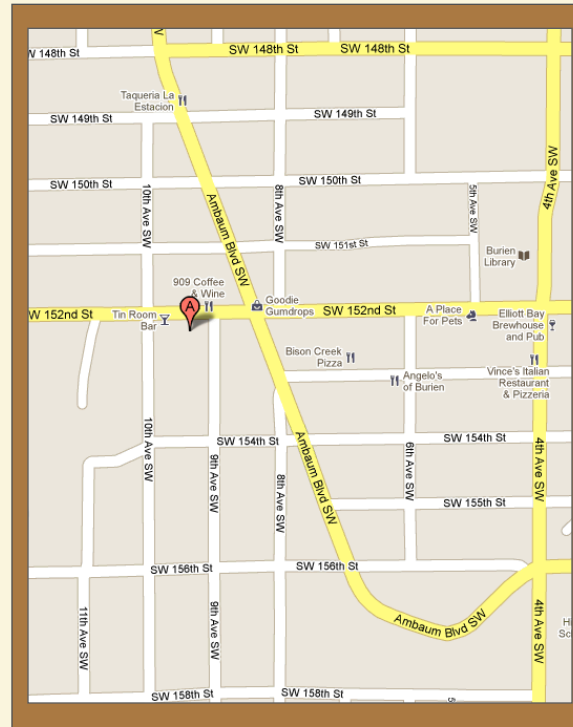 SW
W 148th St
SW 148th St
SW 148th St
Taqueria La
Estacion
SW 149th St
SW 149th St
4th Ave SW
SW 150th St
SW 150th St
10th Ave SW
Ambaum Blvd SW
8th Ave SW
5th Ave SW
SW 151st St
Burien
Library
909 Coffee
& Wine
A
Goodie
Gumdrops
W 152nd St
SW 152nd St
Tin Room
Bar
A Place
For Pets
Elliott Bay
Brewhouse
and Pub
Bison Creek
Pizza
Angelo's
of Burien
Vince's Italian
Restaurant
& Pizzeria
10th Ave SW
9th Ave SW
8th Ave SW
Ambaum Blvd SW
6th Ave SW
4th Ave SW
SW 154th St
SW 154th St
SW 155th St
SW 156th St
SW 156th St
11th Ave SW
9th Ave SW
Ambaum Blvd SW
4th Ave SW
SW 158th St
SW 158th St